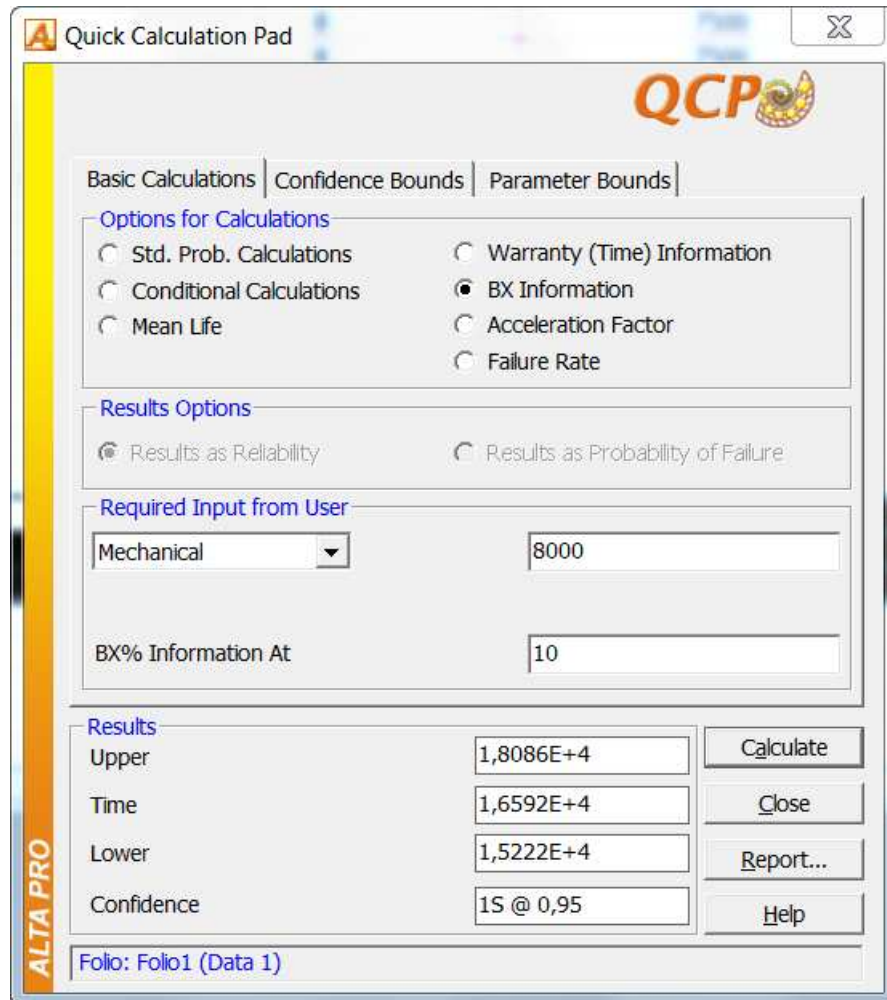 Quick Calculation Pad
QCP
Basic Calculations Confidence Bounds Parameter Bounds
Options for Calculations
Std. Prob. Calculations Warranty (Time) Information
Conditional Calculations BX Information
Mean Life Acceleration Factor
Failure Rate
Results Options
Results as Reliability Results as Probability of Failure
Required Input from User
Mechanical 8000
BX% Information At 10
Results
Upper 1,8086E+4 Calculate
Time 1,6592E+4 Close
Lower 1,5222E+4 Report...
Confidence 1S @ 0,95 Help
ALTA PRO
Folio: Folio1 (Data 1)